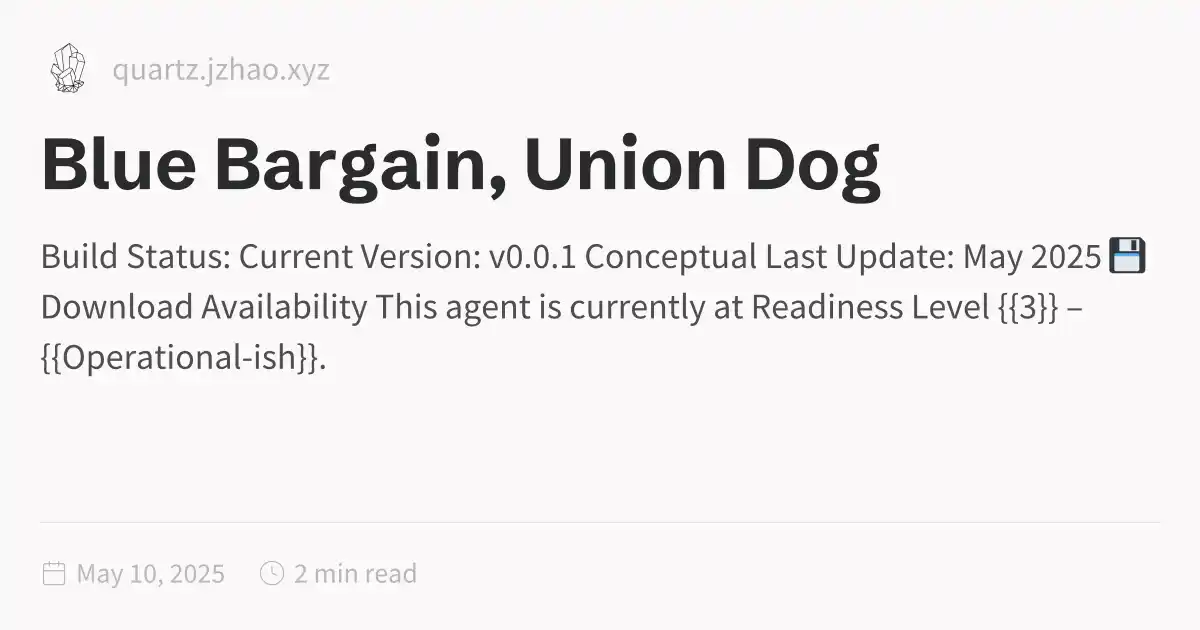 quartz.jzhao.xyz
Blue Bargain, Union Dog
Build Status: Current Version: v0.0.1 Conceptual Last Update: May 2025 💾
Download Availability This agent is currently at Readiness Level {{3}} –
{{Operational-ish}}.
May 10, 2025 2 min read